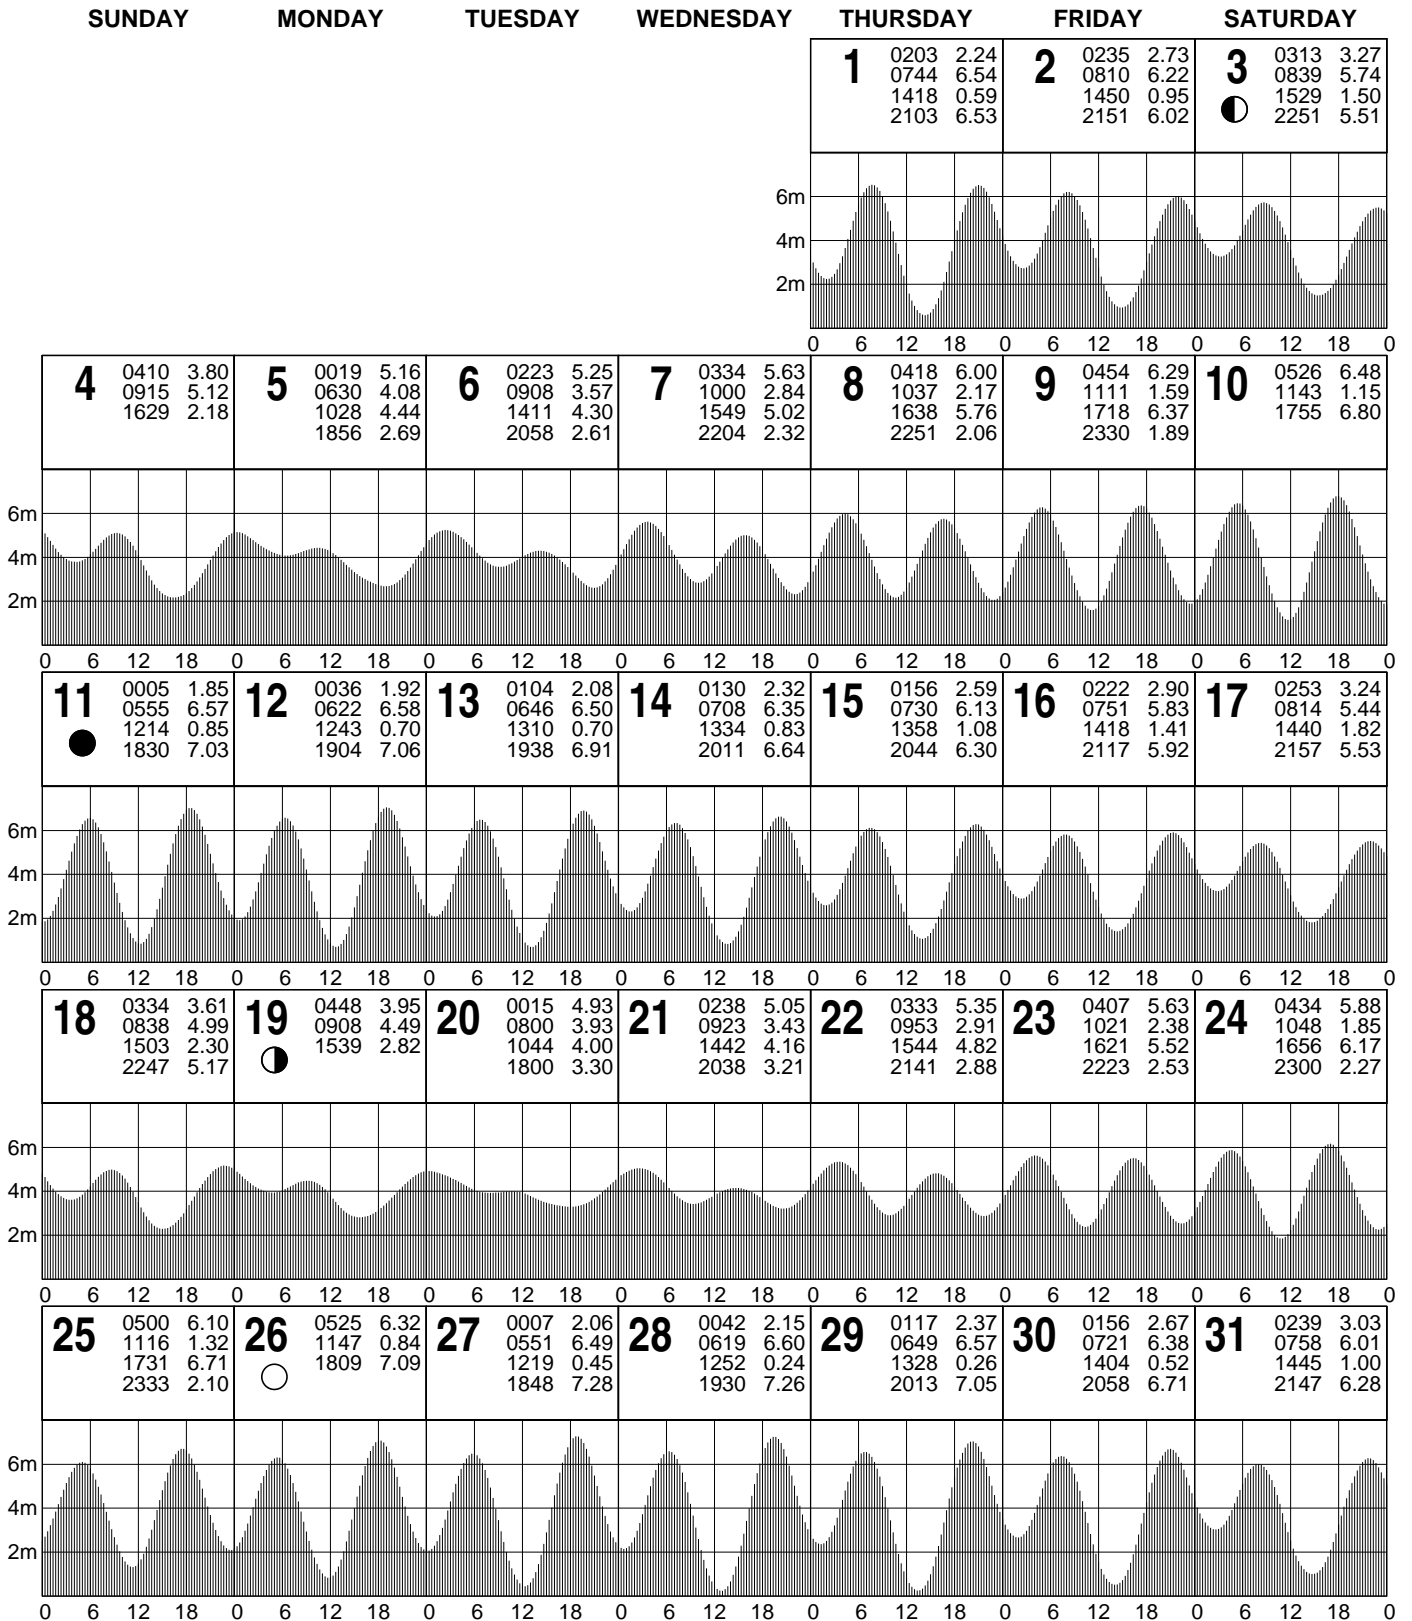 SUNDAY MONDAY TUESDAY WEDNESDAY THURSDAY FRIDAY SATURDAY
1 0203 2.24
0744 6.54
1418 0.59
2103 6.53
2 0235 2.73
0810 6.22
1450 0.95
2151 6.02
3 0313 3.27
0839 5.74
1529 1.50
2251 5.51
6m
4m
2m
0 6 12 18 0 6 12 18 0 6 12 18 0
4 0410 3.80
0915 5.12
1629 2.18
5 0019 5.16
0630 4.08
1028 4.44
1856 2.69
6 0223 5.25
0908 3.57
1411 4.30
2058 2.61
7 0334 5.63
1000 2.84
1549 5.02
2204 2.32
8 0418 6.00
1037 2.17
1638 5.76
2251 2.06
9 0454 6.29
1111 1.59
1718 6.37
2330 1.89
10 0526 6.48
1143 1.15
1755 6.80
6m
4m
2m
0 6 12 18 0 6 12 18 0 6 12 18 0 6 12 18 0 6 12 18 0 6 12 18 0 6 12 18 0
11 0005 1.85
0555 6.57
1214 0.85
1830 7.03
12 0036 1.92
0622 6.58
1243 0.70
1904 7.06
13 0104 2.08
0646 6.50
1310 0.70
1938 6.91
14 0130 2.32
0708 6.35
1334 0.83
2011 6.64
15 0156 2.59
0730 6.13
1358 1.08
2044 6.30
16 0222 2.90
0751 5.83
1418 1.41
2117 5.92
17 0253 3.24
0814 5.44
1440 1.82
2157 5.53
6m
4m
2m
0 6 12 18 0 6 12 18 0 6 12 18 0 6 12 18 0 6 12 18 0 6 12 18 0 6 12 18 0
18 0334 3.61
0838 4.99
1503 2.30
2247 5.17
19 0448 3.95
0908 4.49
1539 2.82
20 0015 4.93
0800 3.93
1044 4.00
1800 3.30
21 0238 5.05
0923 3.43
1442 4.16
2038 3.21
22 0333 5.35
0953 2.91
1544 4.82
2141 2.88
23 0407 5.63
1021 2.38
1621 5.52
2223 2.53
24 0434 5.88
1048 1.85
1656 6.17
2300 2.27
6m
4m
2m
0 6 12 18 0 6 12 18 0 6 12 18 0 6 12 18 0 6 12 18 0 6 12 18 0 6 12 18 0
25 0500 6.10
1116 1.32
1731 6.71
2333 2.10
26 0525 6.32
1147 0.84
1809 7.09
27 0007 2.06
0551 6.49
1219 0.45
1848 7.28
28 0042 2.15
0619 6.60
1252 0.24
1930 7.26
29 0117 2.37
0649 6.57
1328 0.26
2013 7.05
30 0156 2.67
0721 6.38
1404 0.52
2058 6.71
31 0239 3.03
0758 6.01
1445 1.00
2147 6.28
6m
4m
2m
0 6 12 18 0 6 12 18 0 6 12 18 0 6 12 18 0 6 12 18 0 6 12 18 0 6 12 18 0